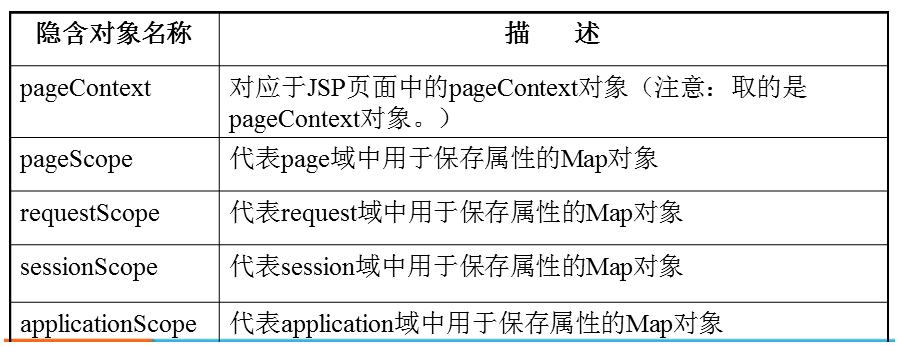 隐含对象名称 描 述
pageContext 对应于JSP页面中的pageContext对象（注意：取的是
pageContext对象。）
pageScope 代表page域中用于保存属性的Map对象
requestScope 代表request域中用于保存属性的Map对象
sessionScope 代表session域中用于保存属性的Map对象
applicationScope 代表application域中用于保存属性的Map对象